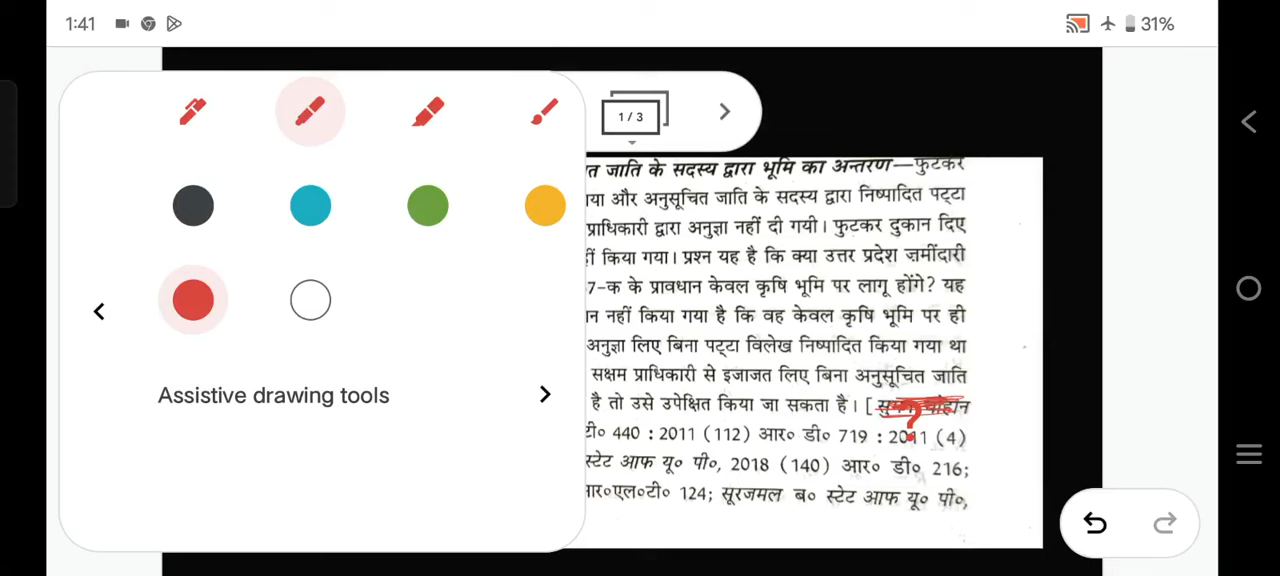 1:41
31%
1 / 3
त जाति के सदस्य द्वारा भूमि का अन्तरण—फुटकर
या और अनुसूचित जाति के सदस्य द्वारा निष्पादित पट्टा
प्राधिकारी द्वारा अनुज्ञा नहीं दी गयी। फुटकर दुकान दिए
ीं किया गया। प्रश्न यह है कि क्या उत्तर प्रदेश ज़मींदारी
7-क के प्रावधान केवल कृषि भूमि पर लागू होंगे? यह
न नहीं किया गया है कि वह केवल कृषि भूमि पर ही
अनुज्ञा लिए बिना पट्टा विलेख निष्पादित किया गया था
सक्षम प्राधिकारी से इजाजत लिए बिना अनुसूचित जाति
Assistive drawing tools
है तो उसे उपेक्षित किया जा सकता है। [
?
टी० 440 : 2011 (112) आर० डी० 719 : 2011 (4)
स्टेट आफ यू० पी०, 2018 (140) आर० डी० 216;
आर०एल०टी० 124; सूरजमल ब० स्टेट आफ यू० पी०,